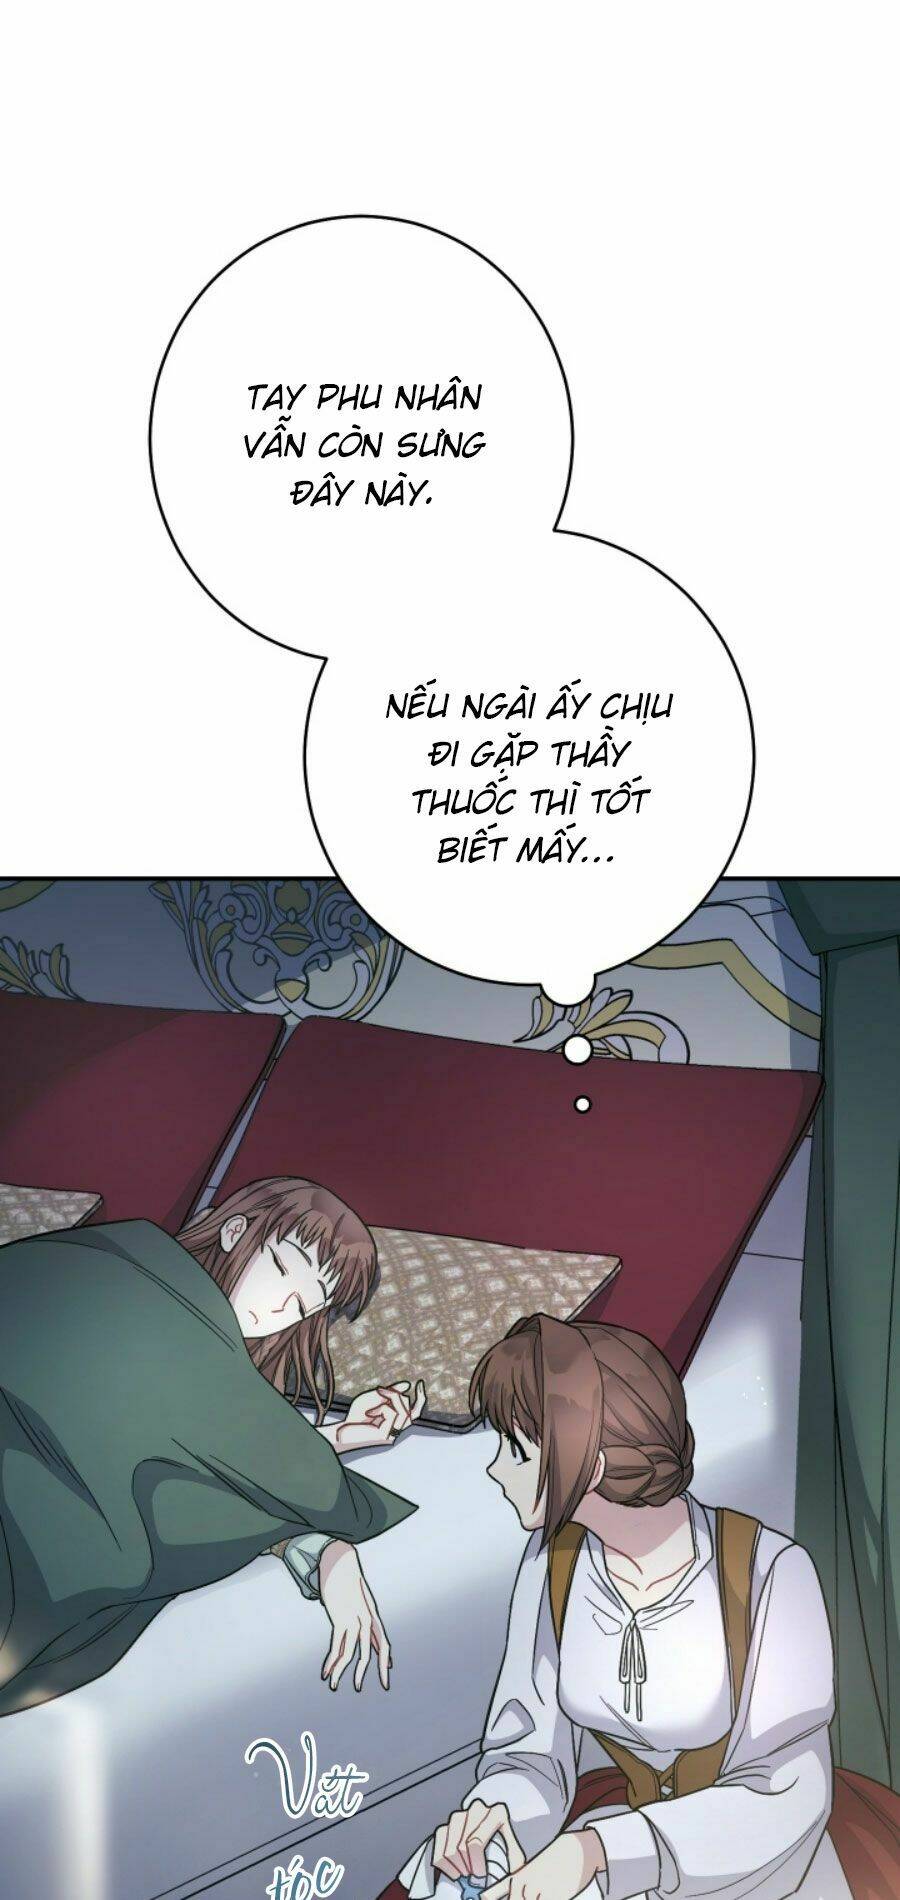 TAY PHU NHÂN
VẪN CÒN SƯNG
ĐÂY NÀY.
NẾU NGÀI ẤY CHỊU
ĐI GẶP THẦY
THUỐC THÌ TỐT
BIẾT MẤY...
Vắt
tóc